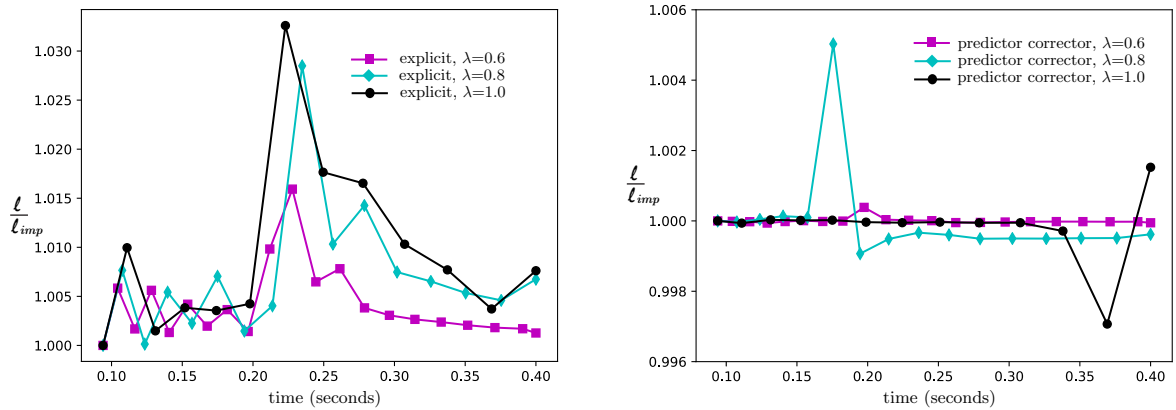 1.030
1.025
1.020
1.015
1.010
1.005
1.000
ℓ
ℓimp
explicit, λ=0.6
explicit, λ=0.8
explicit, λ=1.0
0.10 0.15 0.20 0.25 0.30 0.35 0.40
time (seconds)
1.006
1.004
1.002
1.000
0.998
0.996
ℓ
ℓimp
predictor corrector, λ=0.6
predictor corrector, λ=0.8
predictor corrector, λ=1.0
0.10 0.15 0.20 0.25 0.30 0.35 0.40
time (seconds)